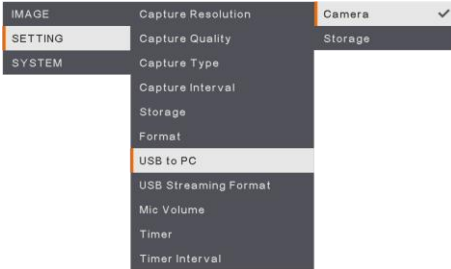 IMAGE
SETTING
SYSTEM
Capture Resolution
Capture Quality
Capture Type
Capture Interval
Storage
Format
USB to PC
USB Streaming Format
Mic Volume
Timer
Timer Interval
Camera
Storage